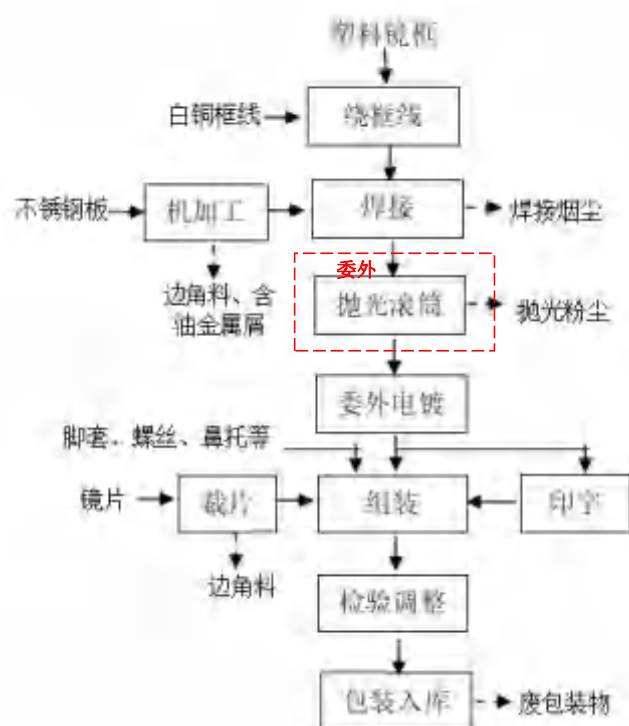 塑料镜框
白铜框线
绕框线
不锈钢板
机加工
焊接
焊接烟尘
边角料、含
油金属屑
委外
抛光滚筒
抛光粉尘
委外电镀
脚套、螺丝、鼻托等
镜片
裁片
组装
印字
边角料
检验调整
包装入库
废包装物